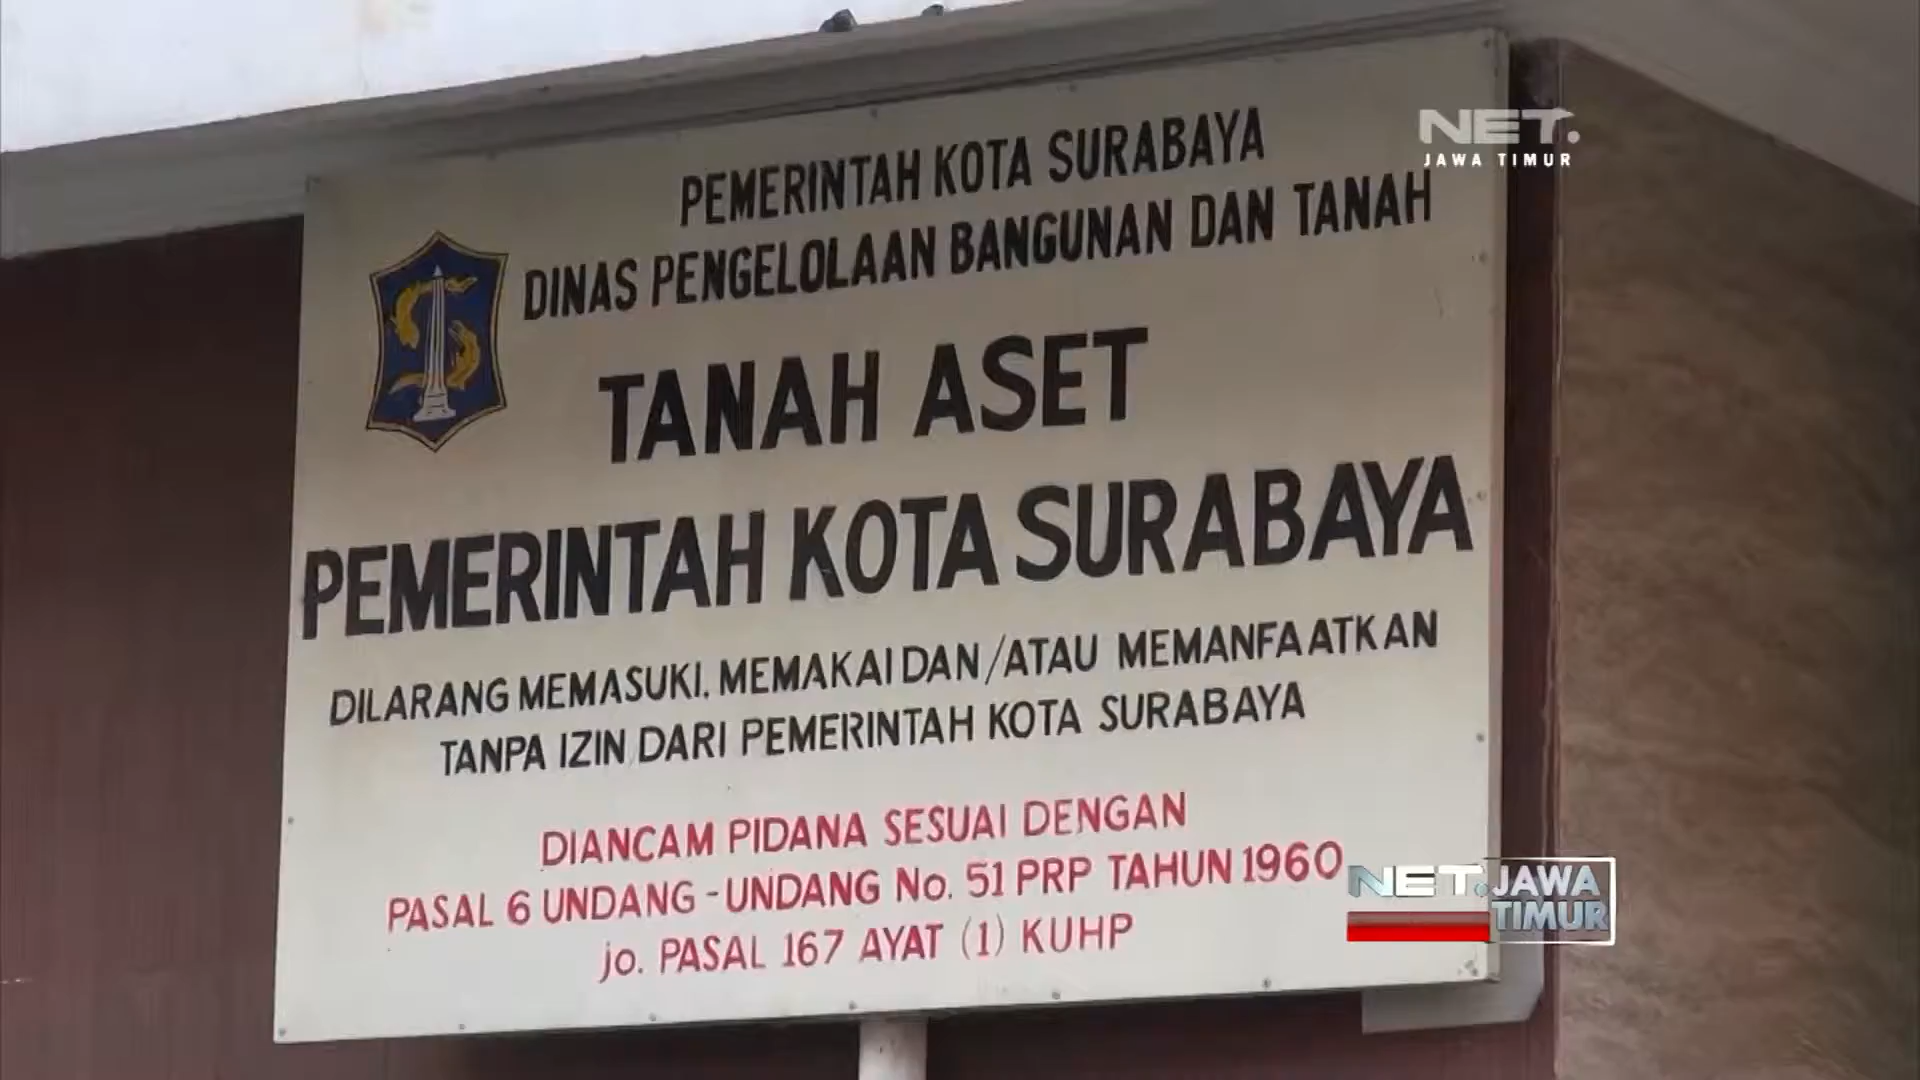 PEMERINTAH KOTA SURABAYA
DINAS PENGELOLAAN BANGUNAN DAN TANAH
TANAH ASET
PEMERINTAH KOTA SURABAYA
DILARANG MEMASUKI, MEMAKAI DAN/ATAU MEMANFAATKAN
TANPA IZIN DARI PEMERINTAH KOTA SURABAYA
DIANCAM PIDANA SESUAI DENGAN
PASAL 6 UNDANG-UNDANG No. 51 PRP TAHUN 1960
jo. PASAL 167 AYAT (1) KUHP
NET.
JAWA TIMUR
NET. JAWA
TIMUR